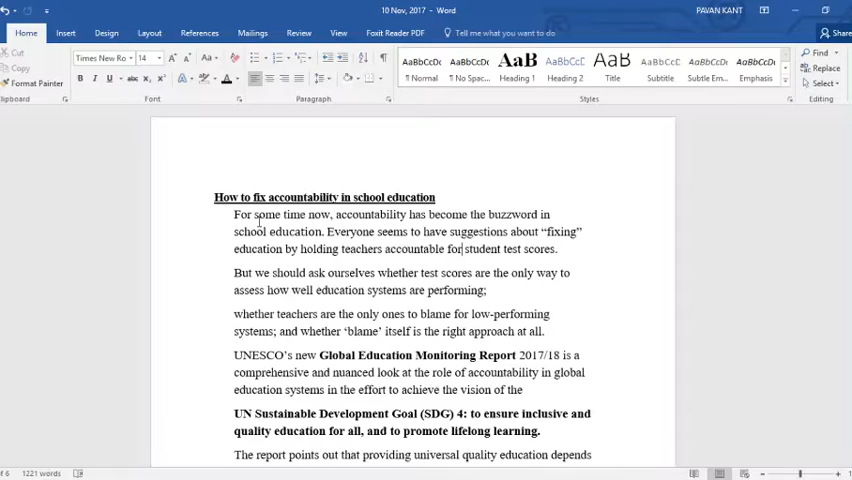 10 Nov, 2017 - Word
PAVAN KANT
Home Insert Design Layout References Mailings Review View Foxit Reader PDF Tell me what you want to do... Share
Cut
Copy
Format Painter
lipboard
Times New Ro 14
Font
Paragraph
AaBbCcDc AaBbCcDc AaB AaBbCcD AaB AaBbCcD AaBbCcDc AaBbCcDc
¶ Normal ¶ No Spac... Heading 1 Heading 2 Title Subtitle Subtle Em... Emphasis
Styles
Find
Replace
Select
Editing
How to fix accountability in school education
For some time now, accountability has become the buzzword in
school education. Everyone seems to have suggestions about “fixing”
education by holding teachers accountable for student test scores.
But we should ask ourselves whether test scores are the only way to
assess how well education systems are performing;
whether teachers are the only ones to blame for low-performing
systems; and whether ‘blame’ itself is the right approach at all.
UNESCO’s new Global Education Monitoring Report 2017/18 is a
comprehensive and nuanced look at the role of accountability in global
education systems in the effort to achieve the vision of the
UN Sustainable Development Goal (SDG) 4: to ensure inclusive and
quality education for all, and to promote lifelong learning.
The report points out that providing universal quality education depends
of 6 1221 words